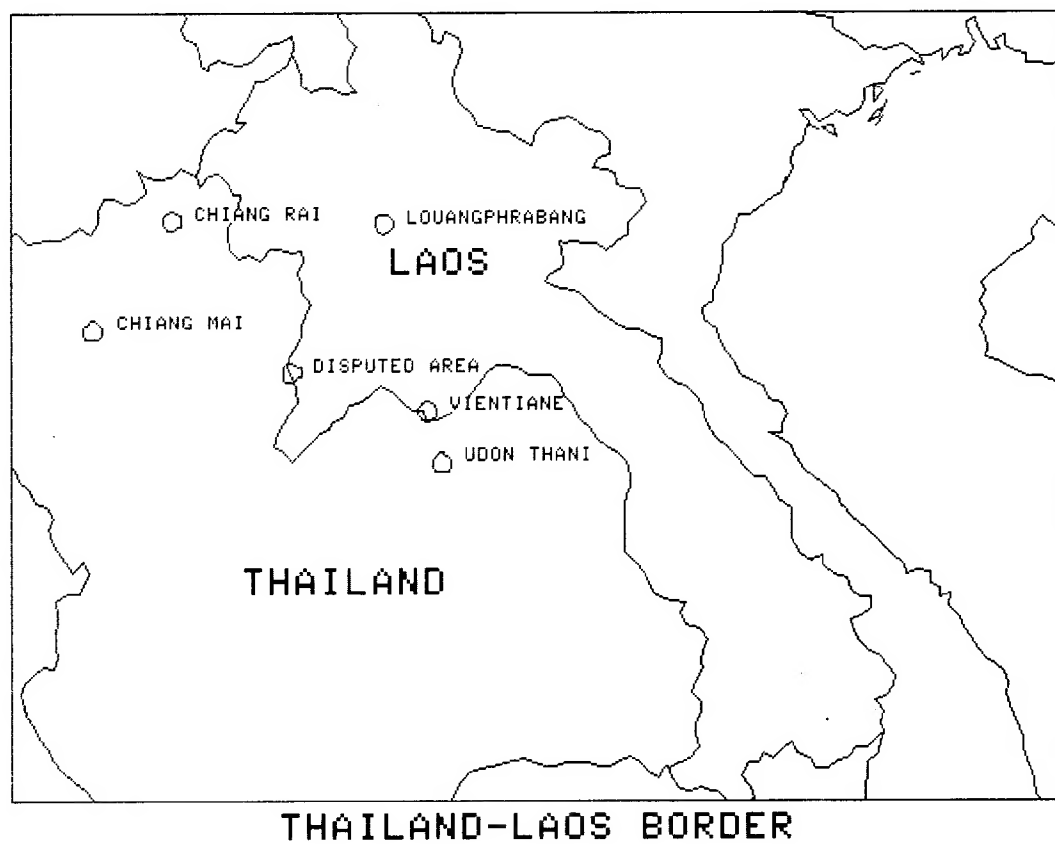 CHIANG RAI
LOUANGPHRABANG
LAOS
CHIANG MAI
DISPUTED AREA
VIENTIANE
UDON THANI
THAILAND
THAILAND-LAOS BORDER